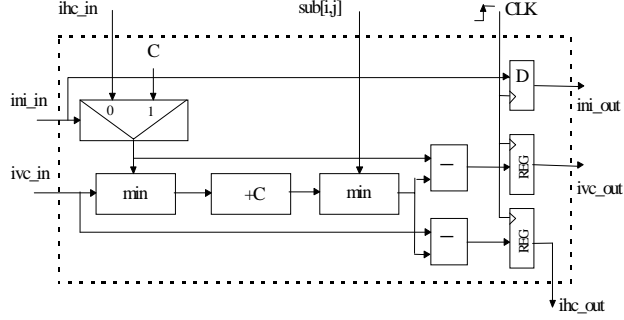 ihc_in
sub[i,j]
CLK
C
D
0 1
ini_in
ini_out
ivc_in
min
+C
min
REG
ivc_out
REG
ihc_out